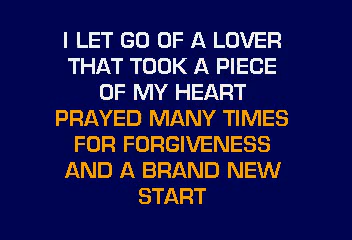 I LET GO OF A LOVER
THAT TOOK A PIECE
OF MY HEART
PRAYED MANY TIMES
FOR FORGIVENESS
AND A BRAND NEW
START